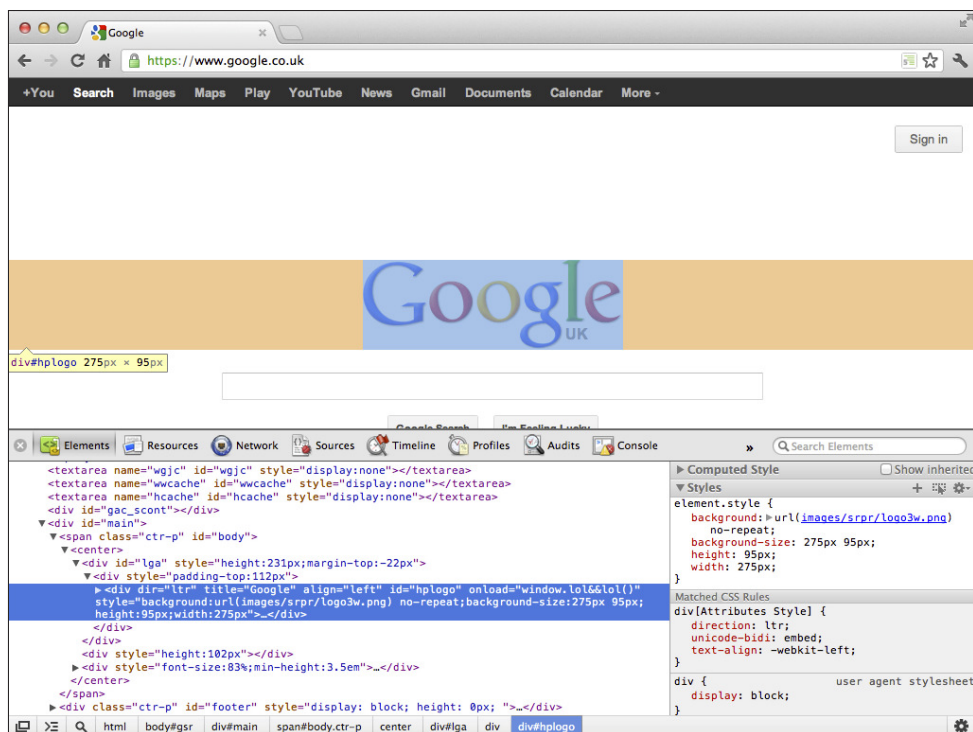 Google
https://www.google.co.uk
+You Search Images Maps Play YouTube News Gmail Documents Calendar More
Sign in
Google
UK
div#hplogo 275px × 95px
Google Search I'm Feeling Lucky
Elements Resources Network Sources Timeline Profiles Audits Console » Search Elements
<textarea name="wgjc" id="wgjc" style="display:none"></textarea>
<textarea name="wwcache" id="wwcache" style="display:none"></textarea>
<textarea name="hcache" id="hcache" style="display:none"></textarea>
<div id="gac_scont"></div>
▼<div id="main">
▼<span class="ctr-p" id="body">
▼<center>
▼<div id="lga" style="height:231px;margin-top:-22px">
▼<div style="padding-top:112px">
▶<div dir="ltr" title="Google" align="left" id="hplogo" onload="window.lol&&lol()"
style="background:url(images/srpr/logo3w.png) no-repeat;background-size:275px 95px;
height:95px;width:275px">…</div>
</div>
</div>
<div style="height:102px"></div>
▶<div style="font-size:83%;min-height:3.5em">…</div>
</center>
</span>
▶<div class="ctr-p" id="footer" style="display: block; height: 0px; ">…</div>
▶ Computed Style Show inherited
▼ Styles
element.style {
background:▶url(images/srpr/logo3w.png)
no-repeat;
background-size: 275px 95px;
height: 95px;
width: 275px;
}
Matched CSS Rules
div[Attributes Style] {
direction: ltr;
unicode-bidi: embed;
text-align: -webkit-left;
}
div { user agent stylesheet
display: block;
}
html body#gsr div#main span#body.ctr-p center div#lga div div#hplogo